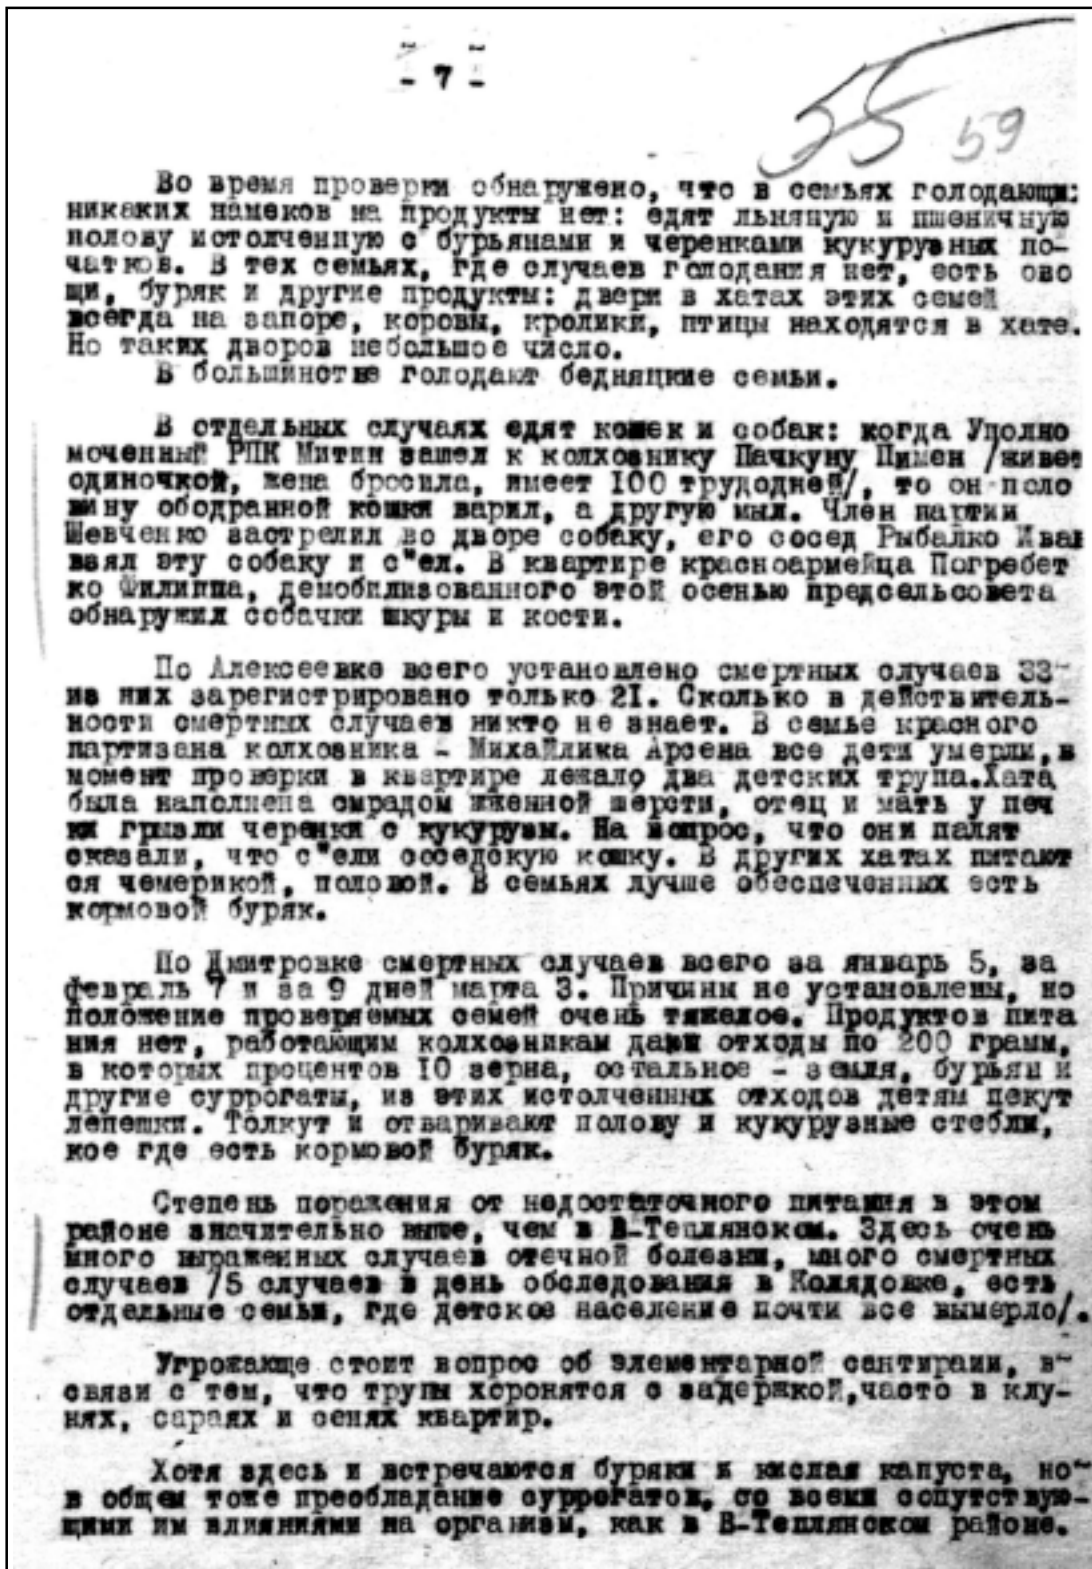 - 7 -
55 59
Во время проверки обнаружено, что в семьях голодающи:
никаких намеков на продукты нет: едят льняную и пшеничную
полову истолченную с бурьянами и черенками кукурузных по-
чатков. В тех семьях, где случаев голодания нет, есть ово
щи, буряк и другие продукты: двери в хатах этих семей
всегда на запоре, коровы, кролики, птицы находятся в хате.
Но таких дворов небольшое число.
В большинстве голодают бедняцкие семьи.
В отдельных случаях едят кошек и собак: когда Уполно
моченный РПК Митин зашел к колхознику Пачкуну Пимен /живет
одиночкой, жена бросила, имеет 100 трудодней/, то он поло
вину ободранной кошки варил, а другую мыл. Член партии
Шевченко застрелил во дворе собаку, его сосед Рыбалко Иван
взял эту собаку и с"ел. В квартире красноармейца Погребет
ко Филиппа, демобилизованного этой осенью предсельсовета
обнаружил собачки шкуры и кости.
По Алексеевке всего установлено смертных случаев 33-
из них зарегистрировано только 21. Сколько в действитель-
ности смертных случаев никто не знает. В семье красного
партизана колхозника - Михайлика Арсена все дети умерли, в
момент проверки в квартире лежало два детских трупа.Хата
была наполнена смрадом жженной шерсти, отец и мать у печ
ки грызли черенки с кукурузы. На вопрос, что они палят
сказали, что с"ели соседскую кошку. В других хатах питают
ся чемерикой, половой. В семьях лучше обеспеченных есть
кормовой буряк.
По Дмитровке смертных случаев всего за январь 5, за
февраль 7 и за 9 дней марта 3. Причины не установлены, но
положение проверяемых семей очень тяжелое. Продуктов пита
ния нет, работающим колхозникам дали отходы по 200 грамм,
в которых процентов 10 зерна, остальное - земля, бурьян и
другие суррогаты, из этих истолченных отходов детям пекут
лепешки. Толкут и отваривают полову и кукурузные стебли,
кое где есть кормовой буряк.
Степень поражения от недостаточного питания в этом
районе значительно выше, чем в В-Теплянском. Здесь очень
много выраженных случаев отечной болезни, много смертных
случаев /5 случаев в день обследования в Колядовке, есть
отдельные семьи, где детское население почти все вымерло/.
Угрожающе стоит вопрос об элементарной сантирации, в-
связи с тем, что трупы хоронятся с задержкой,часто в клу-
нях, сараях и сенях квартир.
Хотя здесь и встречаются буряки и кислая капуста, но-
в общем тоже преобладание суррогатов, со всеми сопутствую-
щими им влияниями на организм, как в В-Теплянском районе.